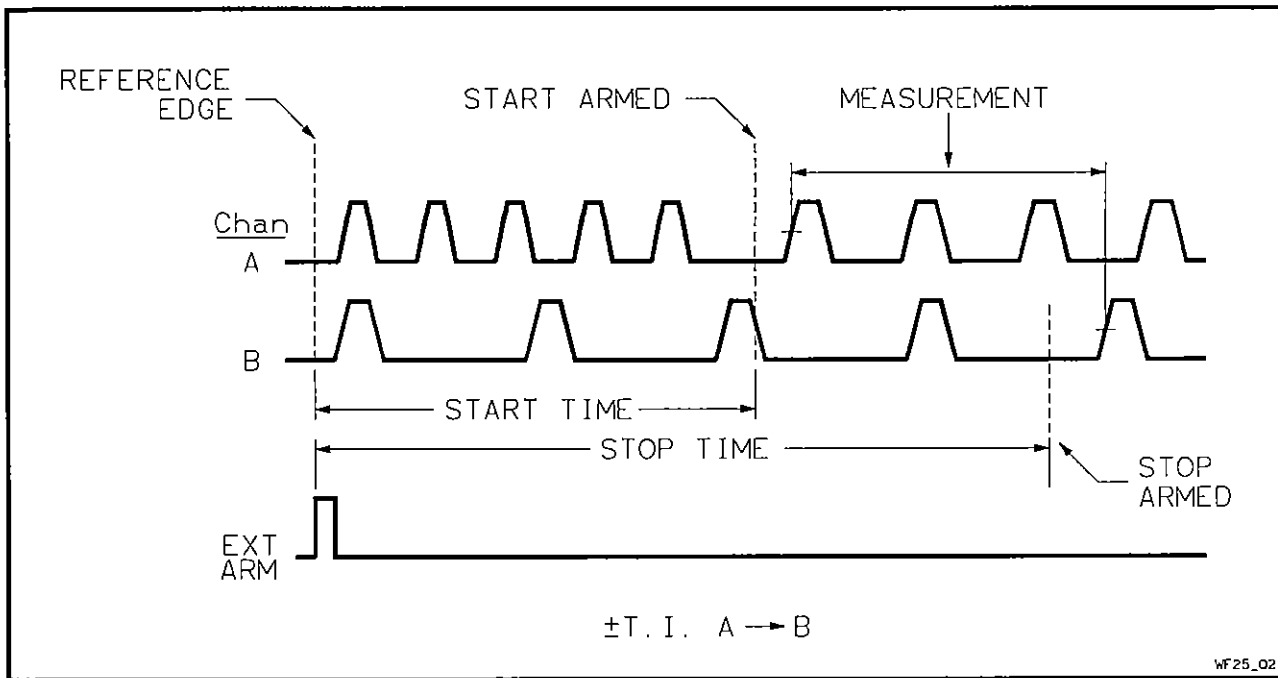 REFERENCE
EDGE
START ARMED
MEASUREMENT
Chan
A
B
START TIME
STOP TIME
STOP
ARMED
EXT
ARM
±T.I. A → B
WF25_02